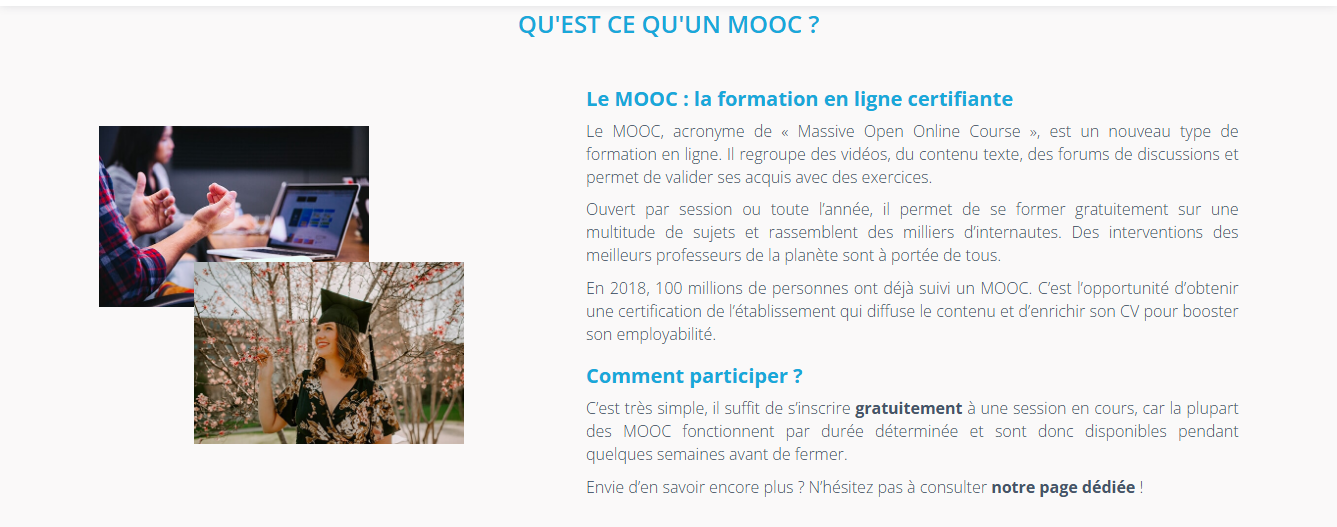 QU'EST CE QU'UN MOOC ?
Le MOOC : la formation en ligne certifiante
Le MOOC, acronyme de « Massive Open Online Course », est un nouveau type de
formation en ligne. Il regroupe des vidéos, du contenu texte, des forums de discussions et
permet de valider ses acquis avec des exercices.
Ouvert par session ou toute l’année, il permet de se former gratuitement sur une
multitude de sujets et rassemblent des milliers d’internautes. Des interventions des
meilleurs professeurs de la planète sont à portée de tous.
En 2018, 100 millions de personnes ont déjà suivi un MOOC. C’est l’opportunité d’obtenir
une certification de l’établissement qui diffuse le contenu et d’enrichir son CV pour booster
son employabilité.
Comment participer ?
C’est très simple, il suffit de s’inscrire gratuitement à une session en cours, car la plupart
des MOOC fonctionnent par durée déterminée et sont donc disponibles pendant
quelques semaines avant de fermer.
Envie d’en savoir encore plus ? N’hésitez pas à consulter notre page dédiée !